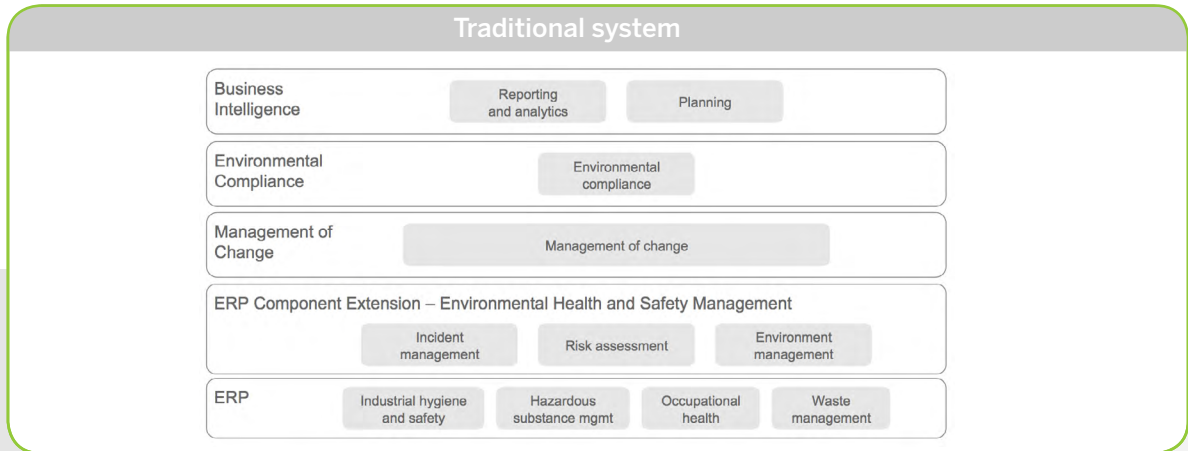 Traditional system
Business
Intelligence
Reporting
and analytics
Planning
Environmental
Compliance
Environmental
compliance
Management of
Change
Management of change
ERP Component Extension – Environmental Health and Safety Management
Incident
management
Risk assessment
Environment
management
ERP
Industrial hygiene
and safety
Hazardous
substance mgmt
Occupational
health
Waste
management